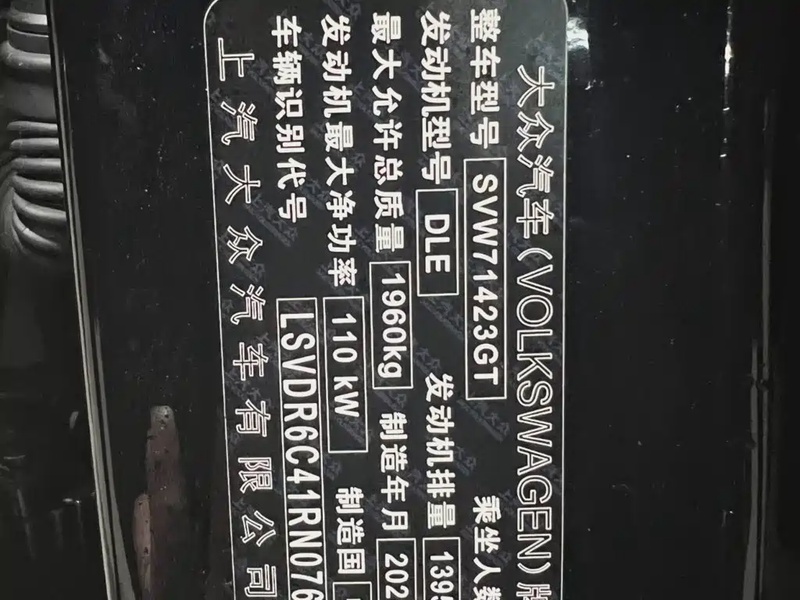 大众汽车(VOLKSWAGEN)牌
整车型号 SVW71423GT 乘坐人数
发动机型号 DLE 发动机排量 1395
最大允许总质量 1960kg 制造年月 202
发动机最大净功率 110 kW 制造国
车辆识别代号 LSVDR6C41RN076
上汽大众汽车有限公司